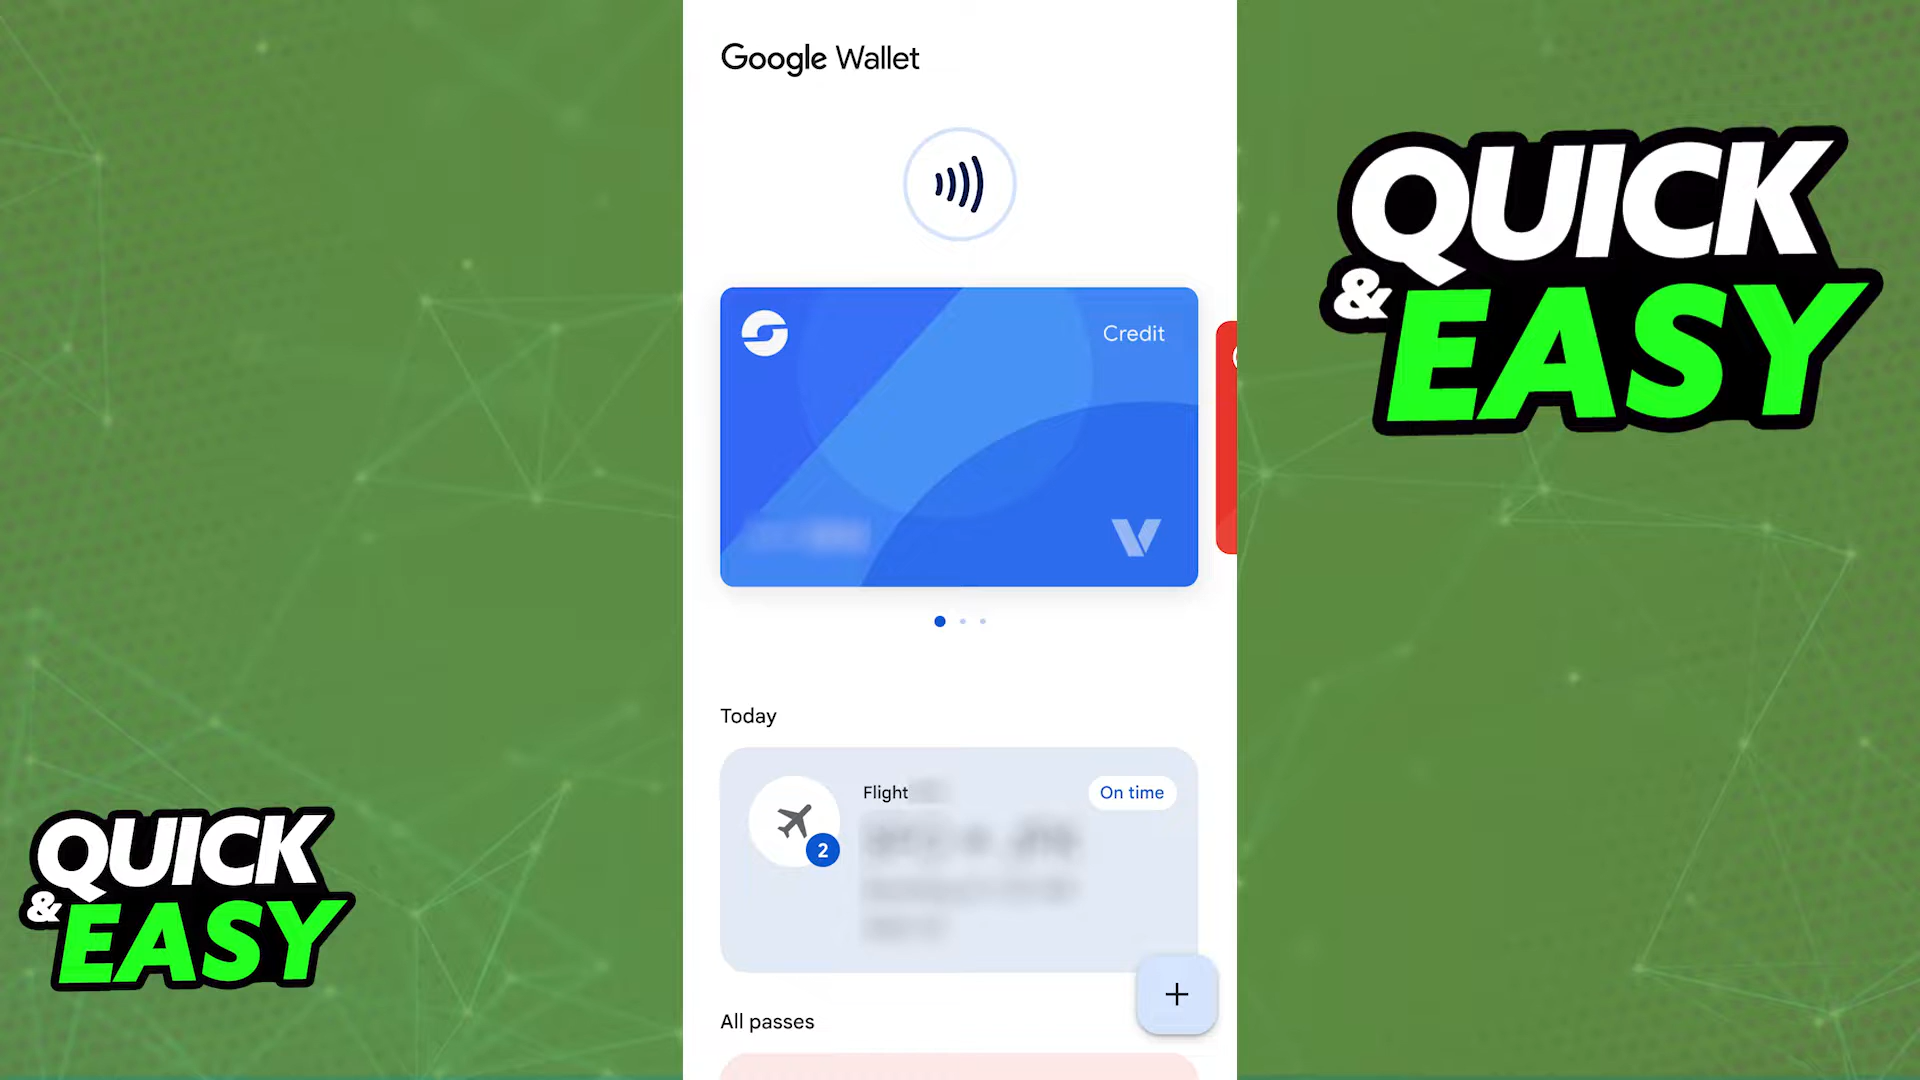 Google Wallet
Credit
Today
Flight
On time
2
+
All passes
QUICK
&
EASY
QUICK
&
EASY